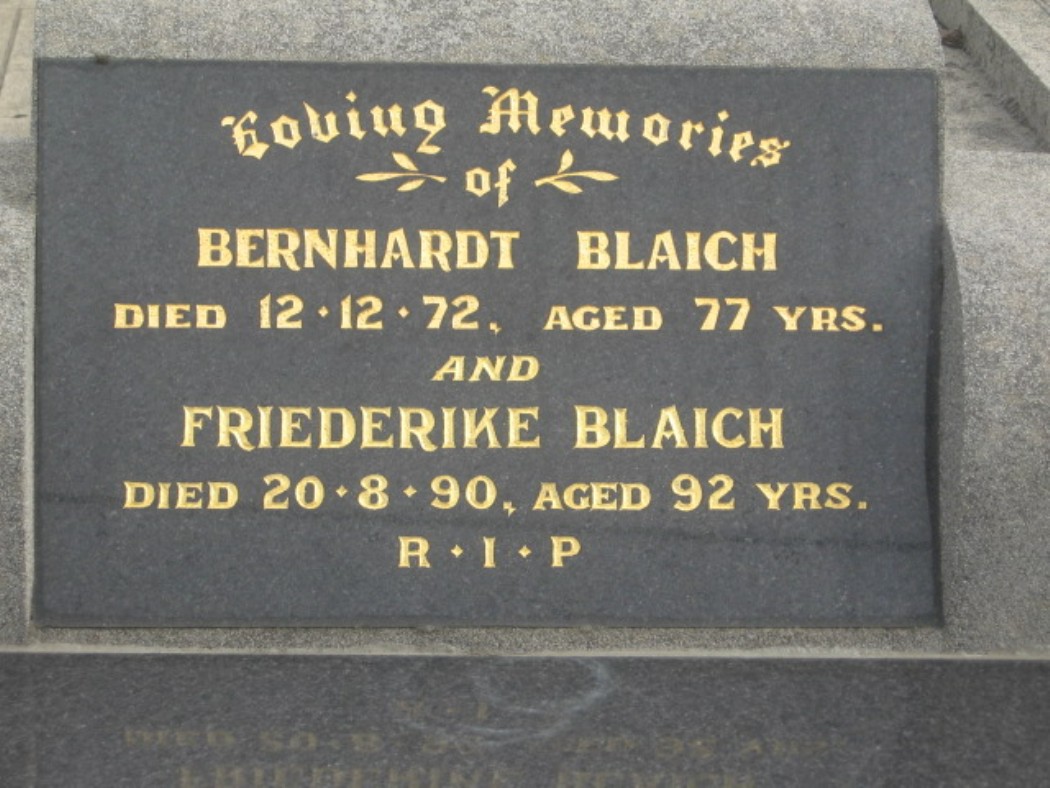 Loving Memories
of
BERNHARDT BLAICH
DIED 12·12·72, AGED 77 YRS.
AND
FRIEDERIKE BLAICH
DIED 20·8·90, AGED 92 YRS.
R·I·P